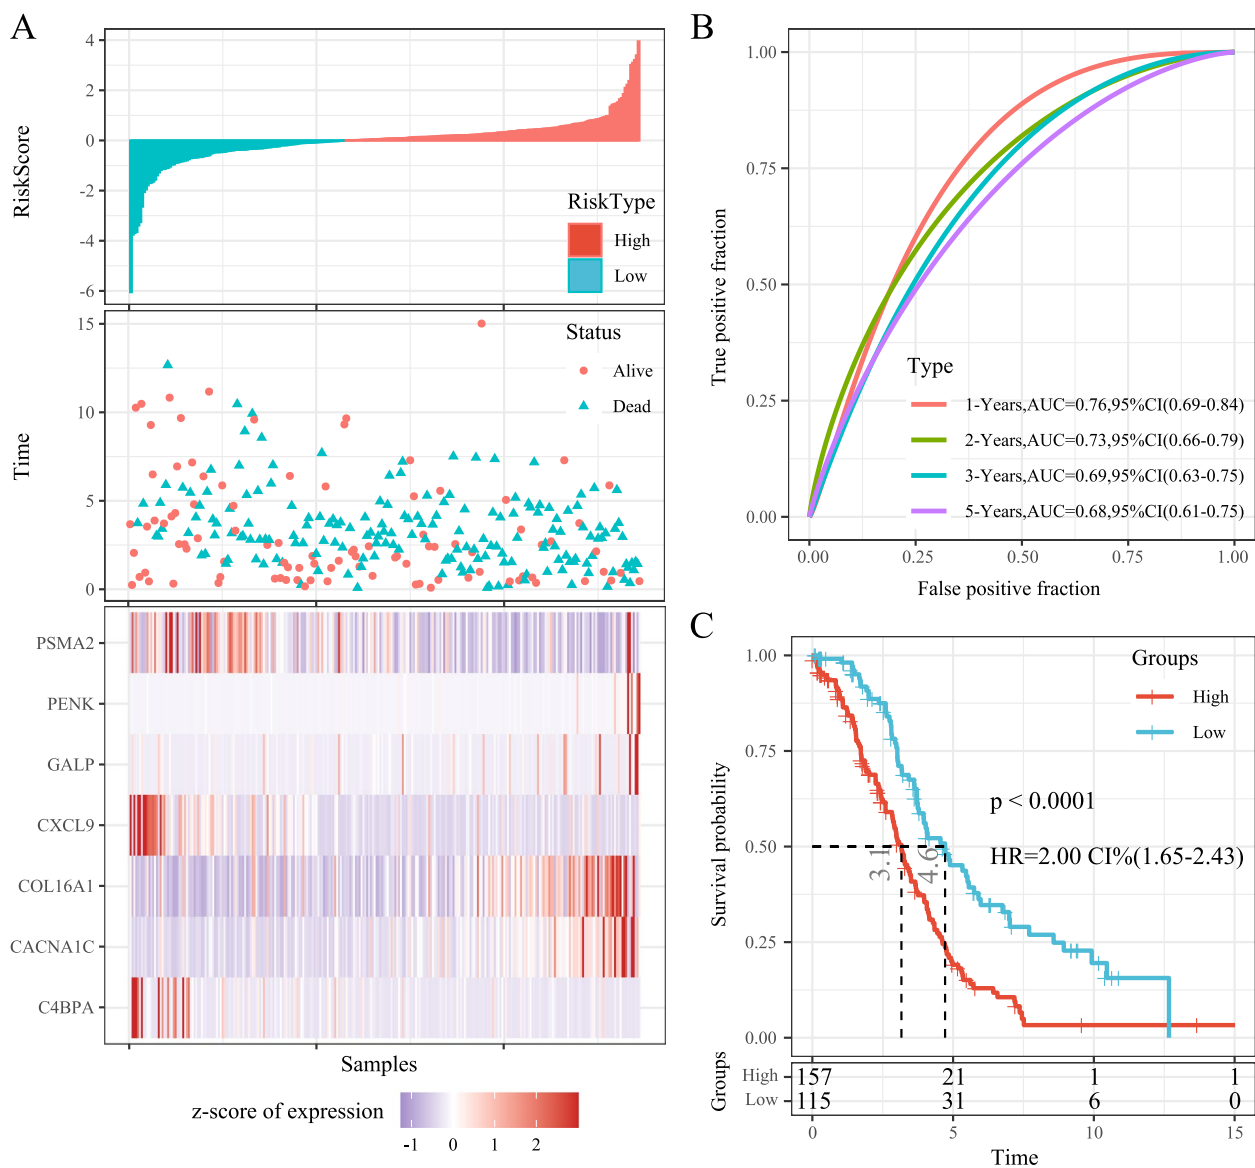 A
4
2
0
-2
-4
-6
RiskScore
RiskType
High
Low
15
10
5
0
Time
Status
Alive
Dead
PSMA2
PENK
GALP
CXCL9
COL16A1
CACNA1C
C4BPA
Samples
z-score of expression
-1 0 1 2
B
1.00
0.75
0.50
0.25
0.00
True positive fraction
Type
1-Years,AUC=0.76,95%CI(0.69-0.84)
2-Years,AUC=0.73,95%CI(0.66-0.79)
3-Years,AUC=0.69,95%CI(0.63-0.75)
5-Years,AUC=0.68,95%CI(0.61-0.75)
0.00 0.25 0.50 0.75 1.00
False positive fraction
C
1.00
0.75
0.50
0.25
0.00
Survival probability
Groups
High
Low
p < 0.0001
HR=2.00 CI%(1.65-2.43)
3.1
4.6
Groups
High 157 21 1 1
Low 115 31 6 0
0 5 10 15
Time